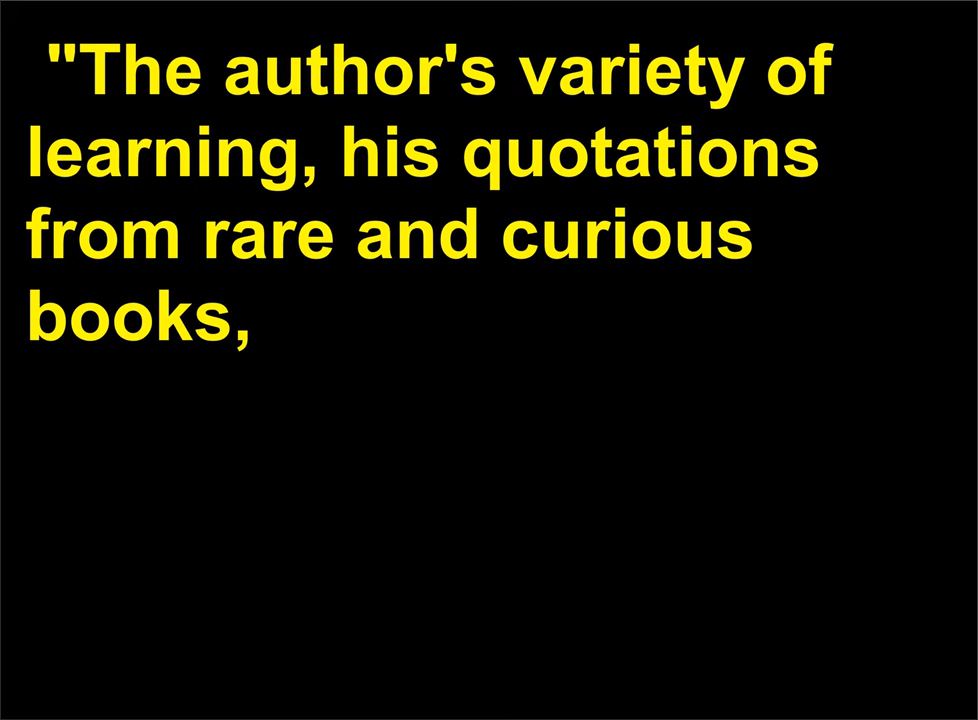 "The author's variety of
learning, his quotations
from rare and curious
books,